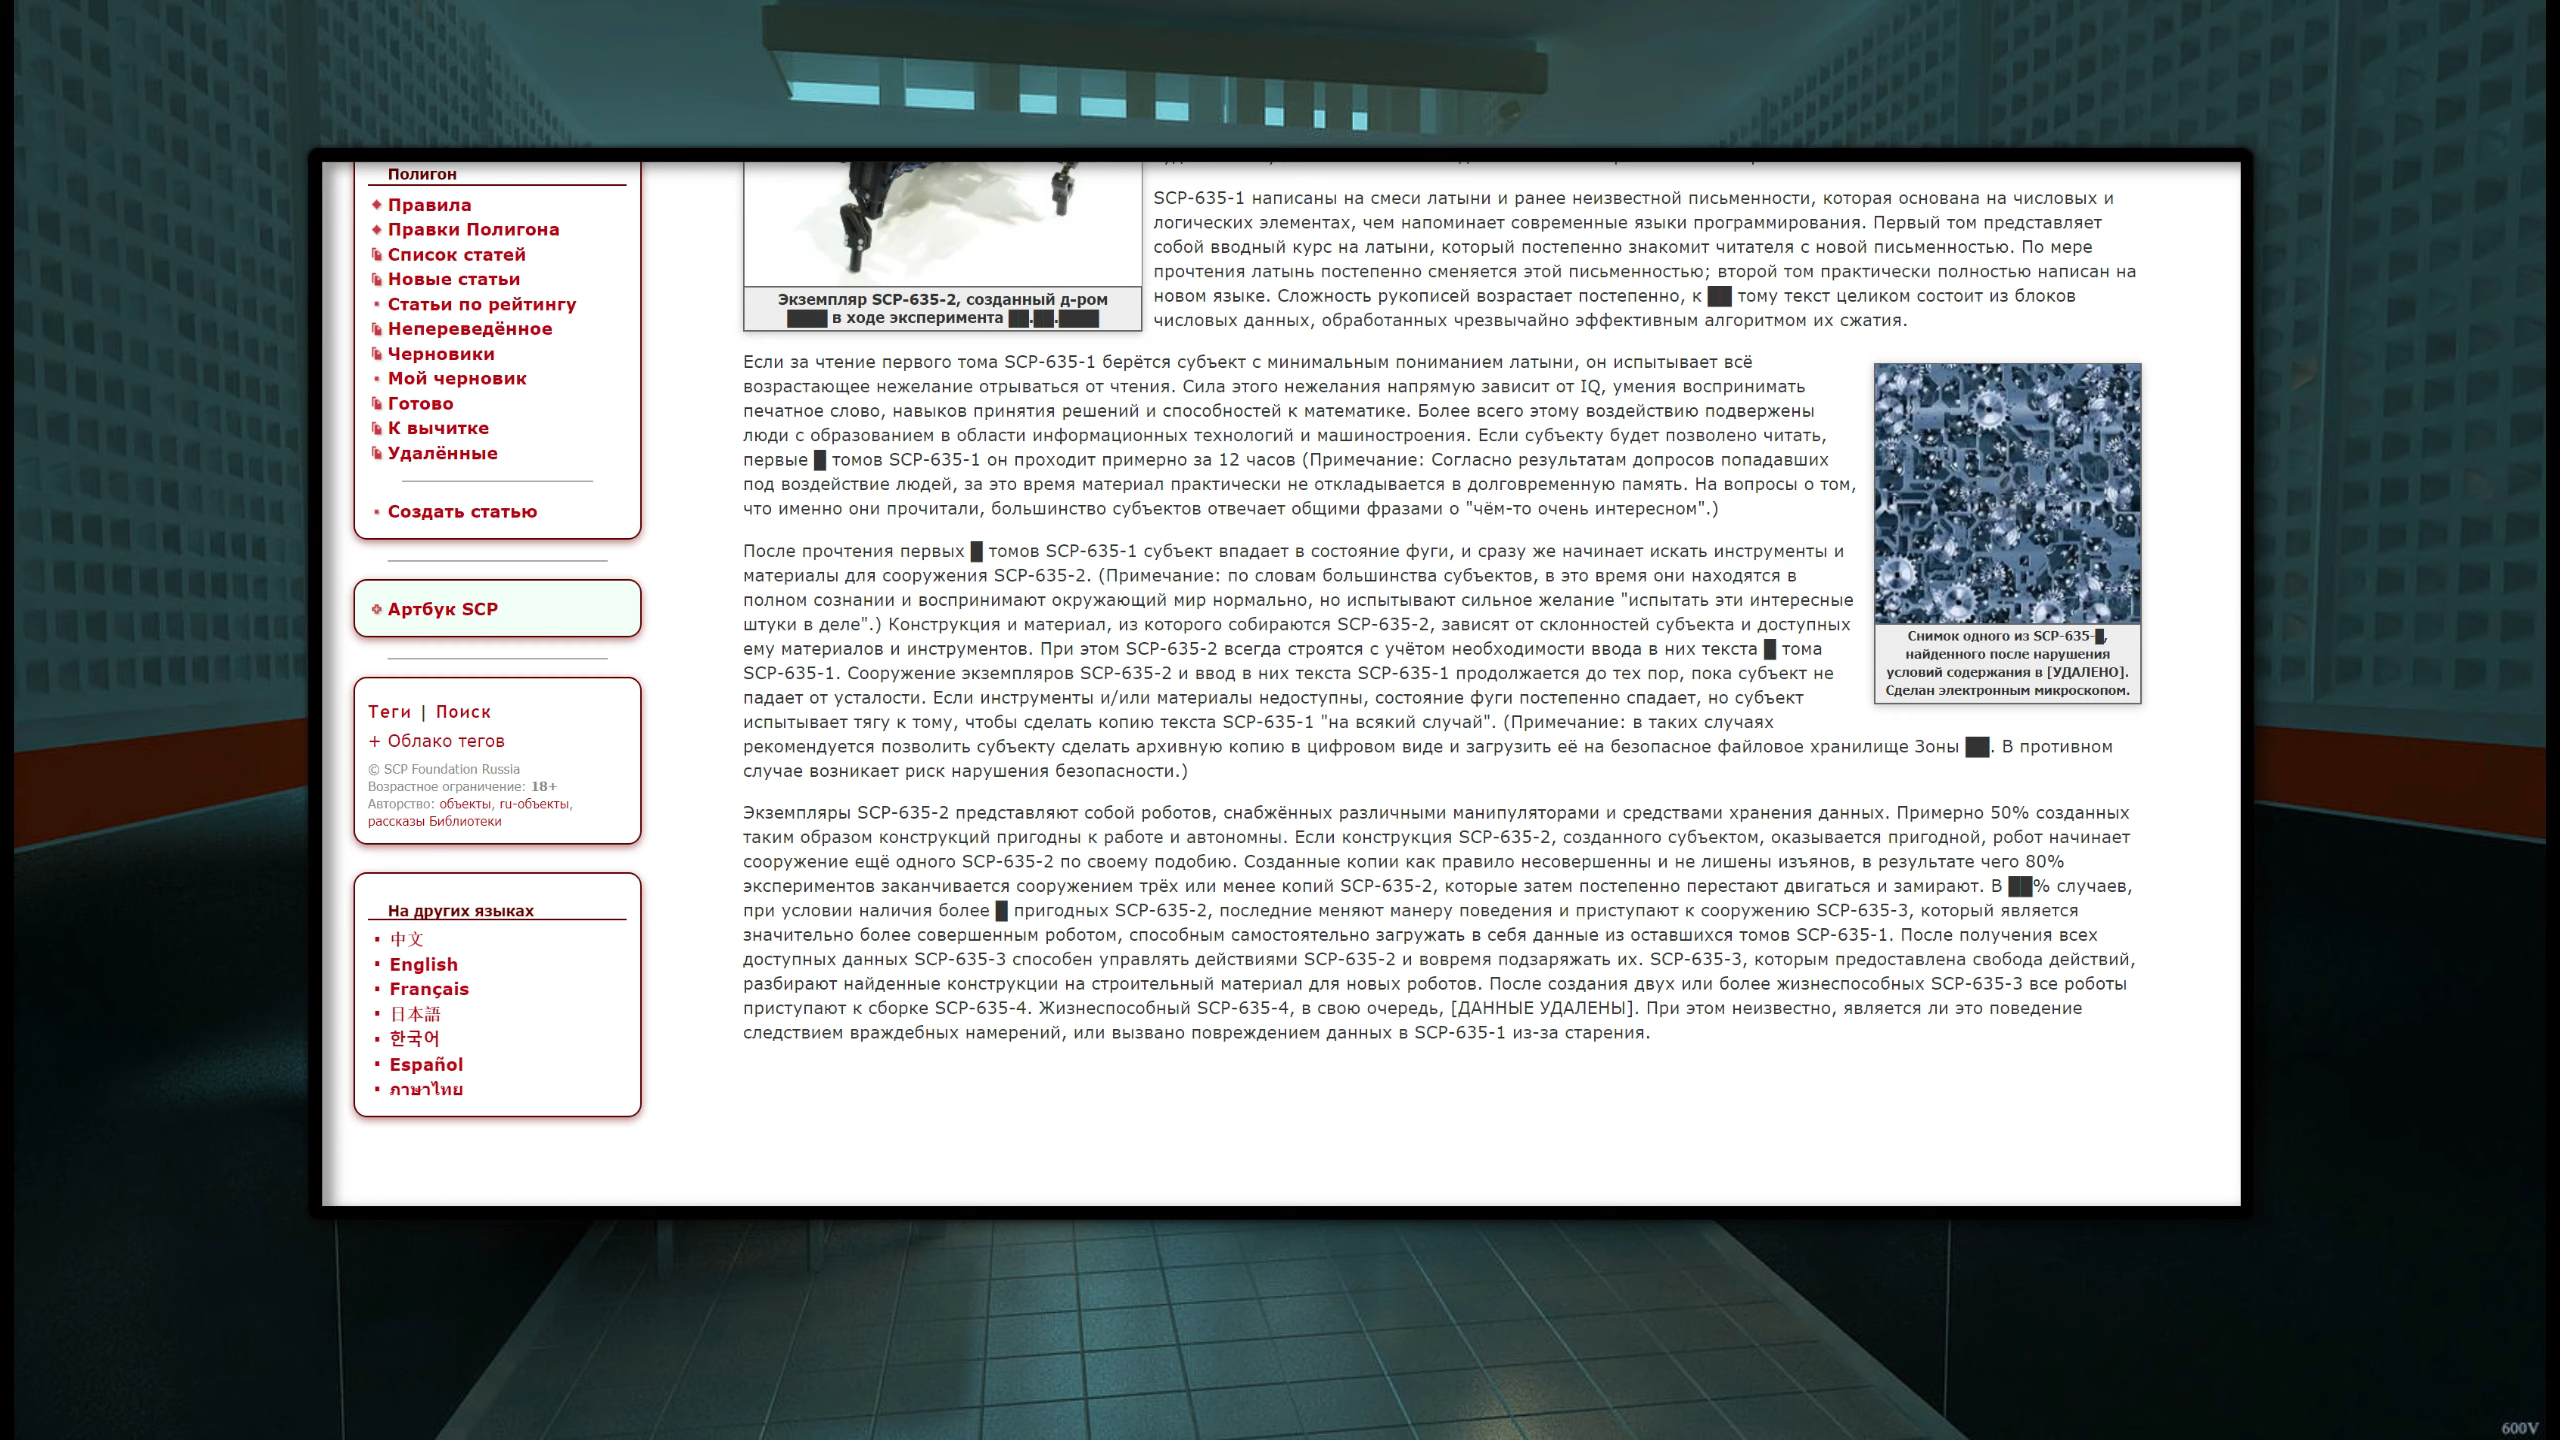 Полигон
Правила
Правки Полигона
Список статей
Новые статьи
Статьи по рейтингу
Непереведённое
Черновики
Мой черновик
Готово
К вычитке
Удалённые
Создать статью
Артбук SCP
Теги | Поиск
+ Облако тегов
© SCP Foundation Russia
Возрастное ограничение: 18+
Авторство: объекты, ru-объекты,
рассказы Библиотеки
На других языках
中文
English
Français
日本語
한국어
Español
ภาษาไทย
Экземпляр SCP-635-2, созданный д-ром
████ в ходе эксперимента ██.██.████
SCP-635-1 написаны на смеси латыни и ранее неизвестной письменности, которая основана на числовых и
логических элементах, чем напоминает современные языки программирования. Первый том представляет
собой вводный курс на латыни, который постепенно знакомит читателя с новой письменностью. По мере
прочтения латынь постепенно сменяется этой письменностью; второй том практически полностью написан на
новом языке. Сложность рукописей возрастает постепенно, к ██ тому текст целиком состоит из блоков
числовых данных, обработанных чрезвычайно эффективным алгоритмом их сжатия.
Если за чтение первого тома SCP-635-1 берётся субъект с минимальным пониманием латыни, он испытывает всё
возрастающее нежелание отрываться от чтения. Сила этого нежелания напрямую зависит от IQ, умения воспринимать
печатное слово, навыков принятия решений и способностей к математике. Более всего этому воздействию подвержены
люди с образованием в области информационных технологий и машиностроения. Если субъекту будет позволено читать,
первые █ томов SCP-635-1 он проходит примерно за 12 часов (Примечание: Согласно результатам допросов попадавших
под воздействие людей, за это время материал практически не откладывается в долговременную память. На вопросы о том,
что именно они прочитали, большинство субъектов отвечает общими фразами о "чём-то очень интересном".)
После прочтения первых █ томов SCP-635-1 субъект впадает в состояние фуги, и сразу же начинает искать инструменты и
материалы для сооружения SCP-635-2. (Примечание: по словам большинства субъектов, в это время они находятся в
полном сознании и воспринимают окружающий мир нормально, но испытывают сильное желание "испытать эти интересные
штуки в деле".) Конструкция и материал, из которого собираются SCP-635-2, зависят от склонностей субъекта и доступных
ему материалов и инструментов. При этом SCP-635-2 всегда строятся с учётом необходимости ввода в них текста █ тома
SCP-635-1. Сооружение экземпляров SCP-635-2 и ввод в них текста SCP-635-1 продолжается до тех пор, пока субъект не
падает от усталости. Если инструменты и/или материалы недоступны, состояние фуги постепенно спадает, но субъект
испытывает тягу к тому, чтобы сделать копию текста SCP-635-1 "на всякий случай". (Примечание: в таких случаях
рекомендуется позволить субъекту сделать архивную копию в цифровом виде и загрузить её на безопасное файловое хранилище Зоны ██. В противном
случае возникает риск нарушения безопасности.)
Снимок одного из SCP-635-█,
найденного после нарушения
условий содержания в [УДАЛЕНО].
Сделан электронным микроскопом.
Экземпляры SCP-635-2 представляют собой роботов, снабжённых различными манипуляторами и средствами хранения данных. Примерно 50% созданных
таким образом конструкций пригодны к работе и автономны. Если конструкция SCP-635-2, созданного субъектом, оказывается пригодной, робот начинает
сооружение ещё одного SCP-635-2 по своему подобию. Созданные копии как правило несовершенны и не лишены изъянов, в результате чего 80%
экспериментов заканчивается сооружением трёх или менее копий SCP-635-2, которые затем постепенно перестают двигаться и замирают. В ██% случаев,
при условии наличия более █ пригодных SCP-635-2, последние меняют манеру поведения и приступают к сооружению SCP-635-3, который является
значительно более совершенным роботом, способным самостоятельно загружать в себя данные из оставшихся томов SCP-635-1. После получения всех
доступных данных SCP-635-3 способен управлять действиями SCP-635-2 и вовремя подзаряжать их. SCP-635-3, которым предоставлена свобода действий,
разбирают найденные конструкции на строительный материал для новых роботов. После создания двух или более жизнеспособных SCP-635-3 все роботы
приступают к сборке SCP-635-4. Жизнеспособный SCP-635-4, в свою очередь, [ДАННЫЕ УДАЛЕНЫ]. При этом неизвестно, является ли это поведение
следствием враждебных намерений, или вызвано повреждением данных в SCP-635-1 из-за старения.
600V